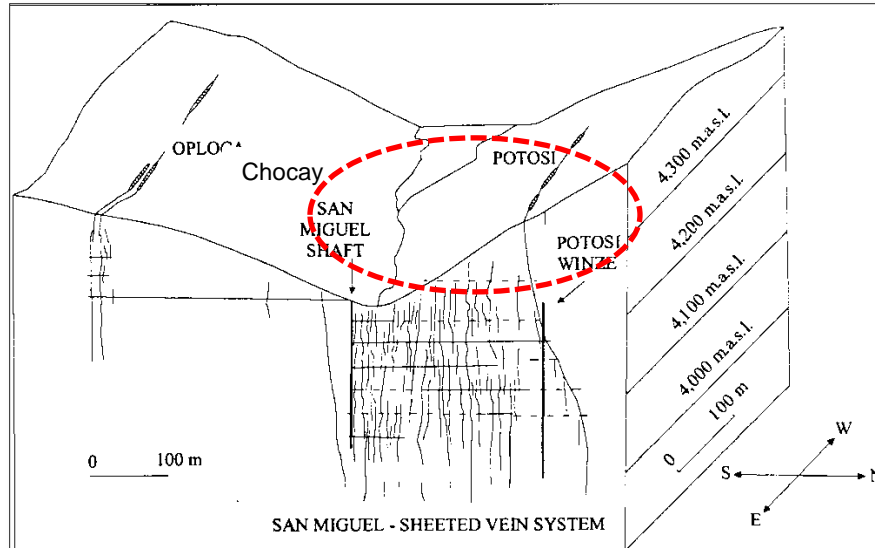 Chocay
POTOSI
SAN
MIGUEL
SHAFT
POTOSI
WINZE
4,300 m.a.s.l.
4,200 m.a.s.l.
4,100 m.a.s.l.
4,000 m.a.s.l.
0 100 m
0 100 m
W
S
E
SAN MIGUEL - SHEETED VEIN SYSTEM